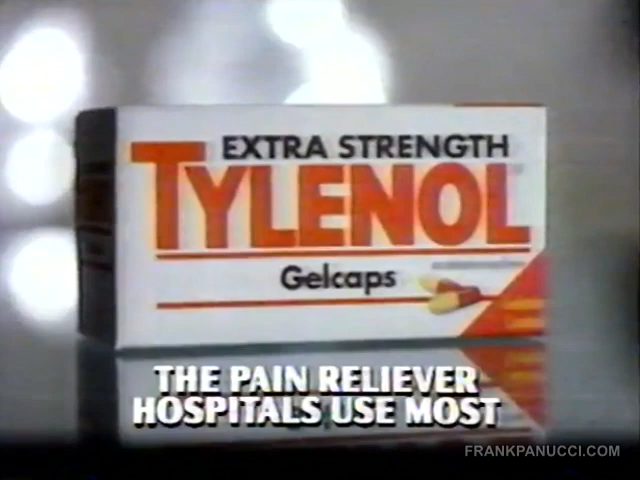 EXTRA STRENGTH
TYLENOL
Gelcaps
THE PAIN RELIEVER
HOSPITALS USE MOST
FRANKPANUCCI.COM